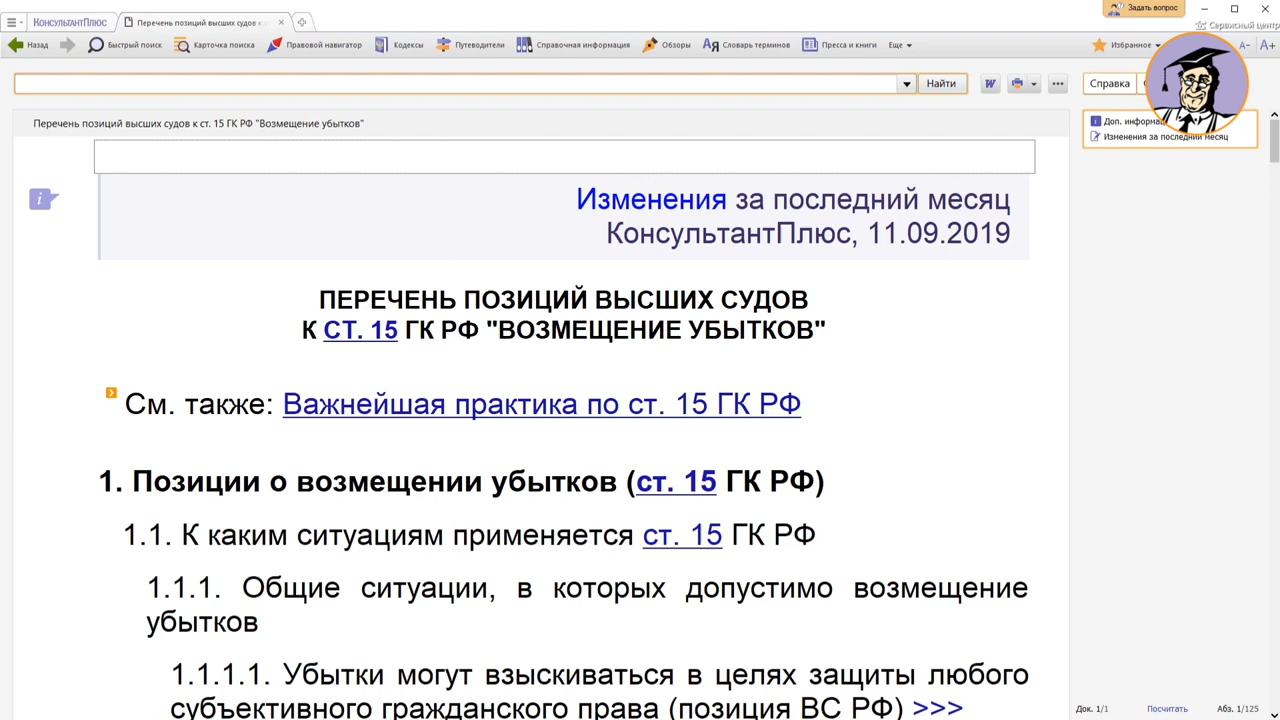 Задать вопрос
КОНСУЛЬТАНТПЛЮС
Перечень позиций высших судов к
Сервисный центр
Назад
Быстрый поиск
Карточка поиска
Правовой навигатор
Кодексы
Путеводители
Справочная информация
Обзоры
Словарь терминов
Пресса и книги
Еще
Избранное
A-
A+
Найти
Справка
Перечень позиций высших судов к ст. 15 ГК РФ "Возмещение убытков"
Доп. информа
Изменения за последний месяц
Изменения за последний месяц
КонсультантПлюс, 11.09.2019
ПЕРЕЧЕНЬ ПОЗИЦИЙ ВЫСШИХ СУДОВ
К СТ. 15 ГК РФ "ВОЗМЕЩЕНИЕ УБЫТКОВ"
См. также: Важнейшая практика по ст. 15 ГК РФ
1. Позиции о возмещении убытков (ст. 15 ГК РФ)
1.1. К каким ситуациям применяется ст. 15 ГК РФ
1.1.1. Общие ситуации, в которых допустимо возмещение
убытков
1.1.1.1. Убытки могут взыскиваться в целях защиты любого
субъективного гражданского права (позиция ВС РФ) >>>
Док. 1/1
Посчитать
Абз. 1/125